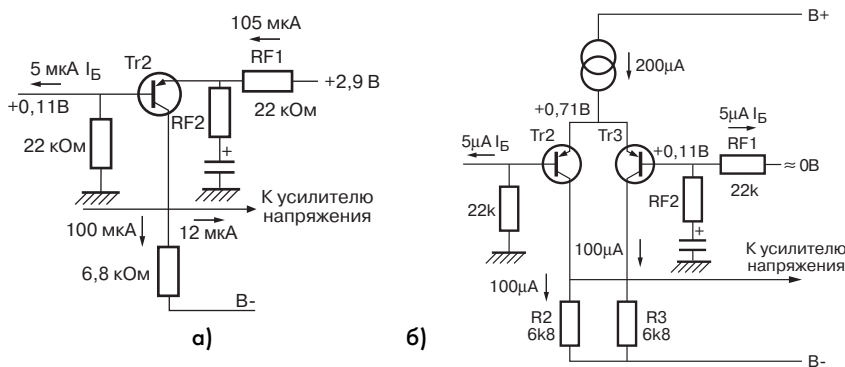 105 мкА
5 мкА IБ
Tr2
RF1
+2,9 В
+0,11В
22 кОм
RF2
22 кОм
+
К усилителю
напряжения
100 мкА
12 мкА
6,8 кОм
B-
а)
B+
200µA
+0,71В
5µA IБ
Tr2
Tr3
5µA IБ
RF1
+0,11В
≈ 0В
22k
22k
RF2
+
100µA
К усилителю
напряжения
100µA
R2
6k8
R3
6k8
B-
б)